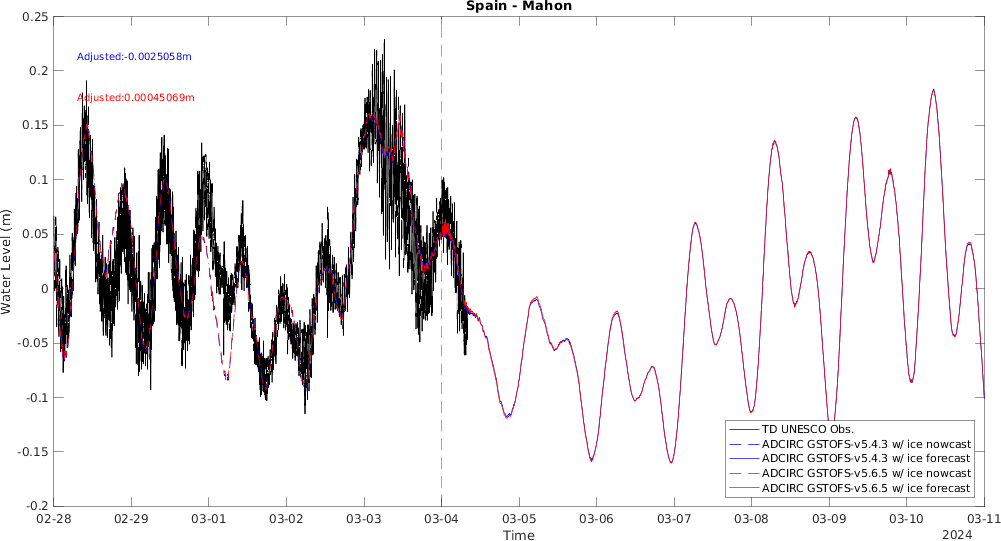 Spain - Mahon
Adjusted:-0.0025058m
Adjusted:0.00045069m
Water Level (m)
0.25
0.2
0.15
0.1
0.05
0
-0.05
-0.1
-0.15
-0.2
02-28
02-29
03-01
03-02
03-03
03-04
03-05
03-06
03-07
03-08
03-09
03-10
03-11
Time
2024
TD UNESCO Obs.
ADCIRC GSTOFS-v5.4.3 w/ ice nowcast
ADCIRC GSTOFS-v5.4.3 w/ ice forecast
ADCIRC GSTOFS-v5.6.5 w/ ice nowcast
ADCIRC GSTOFS-v5.6.5 w/ ice forecast